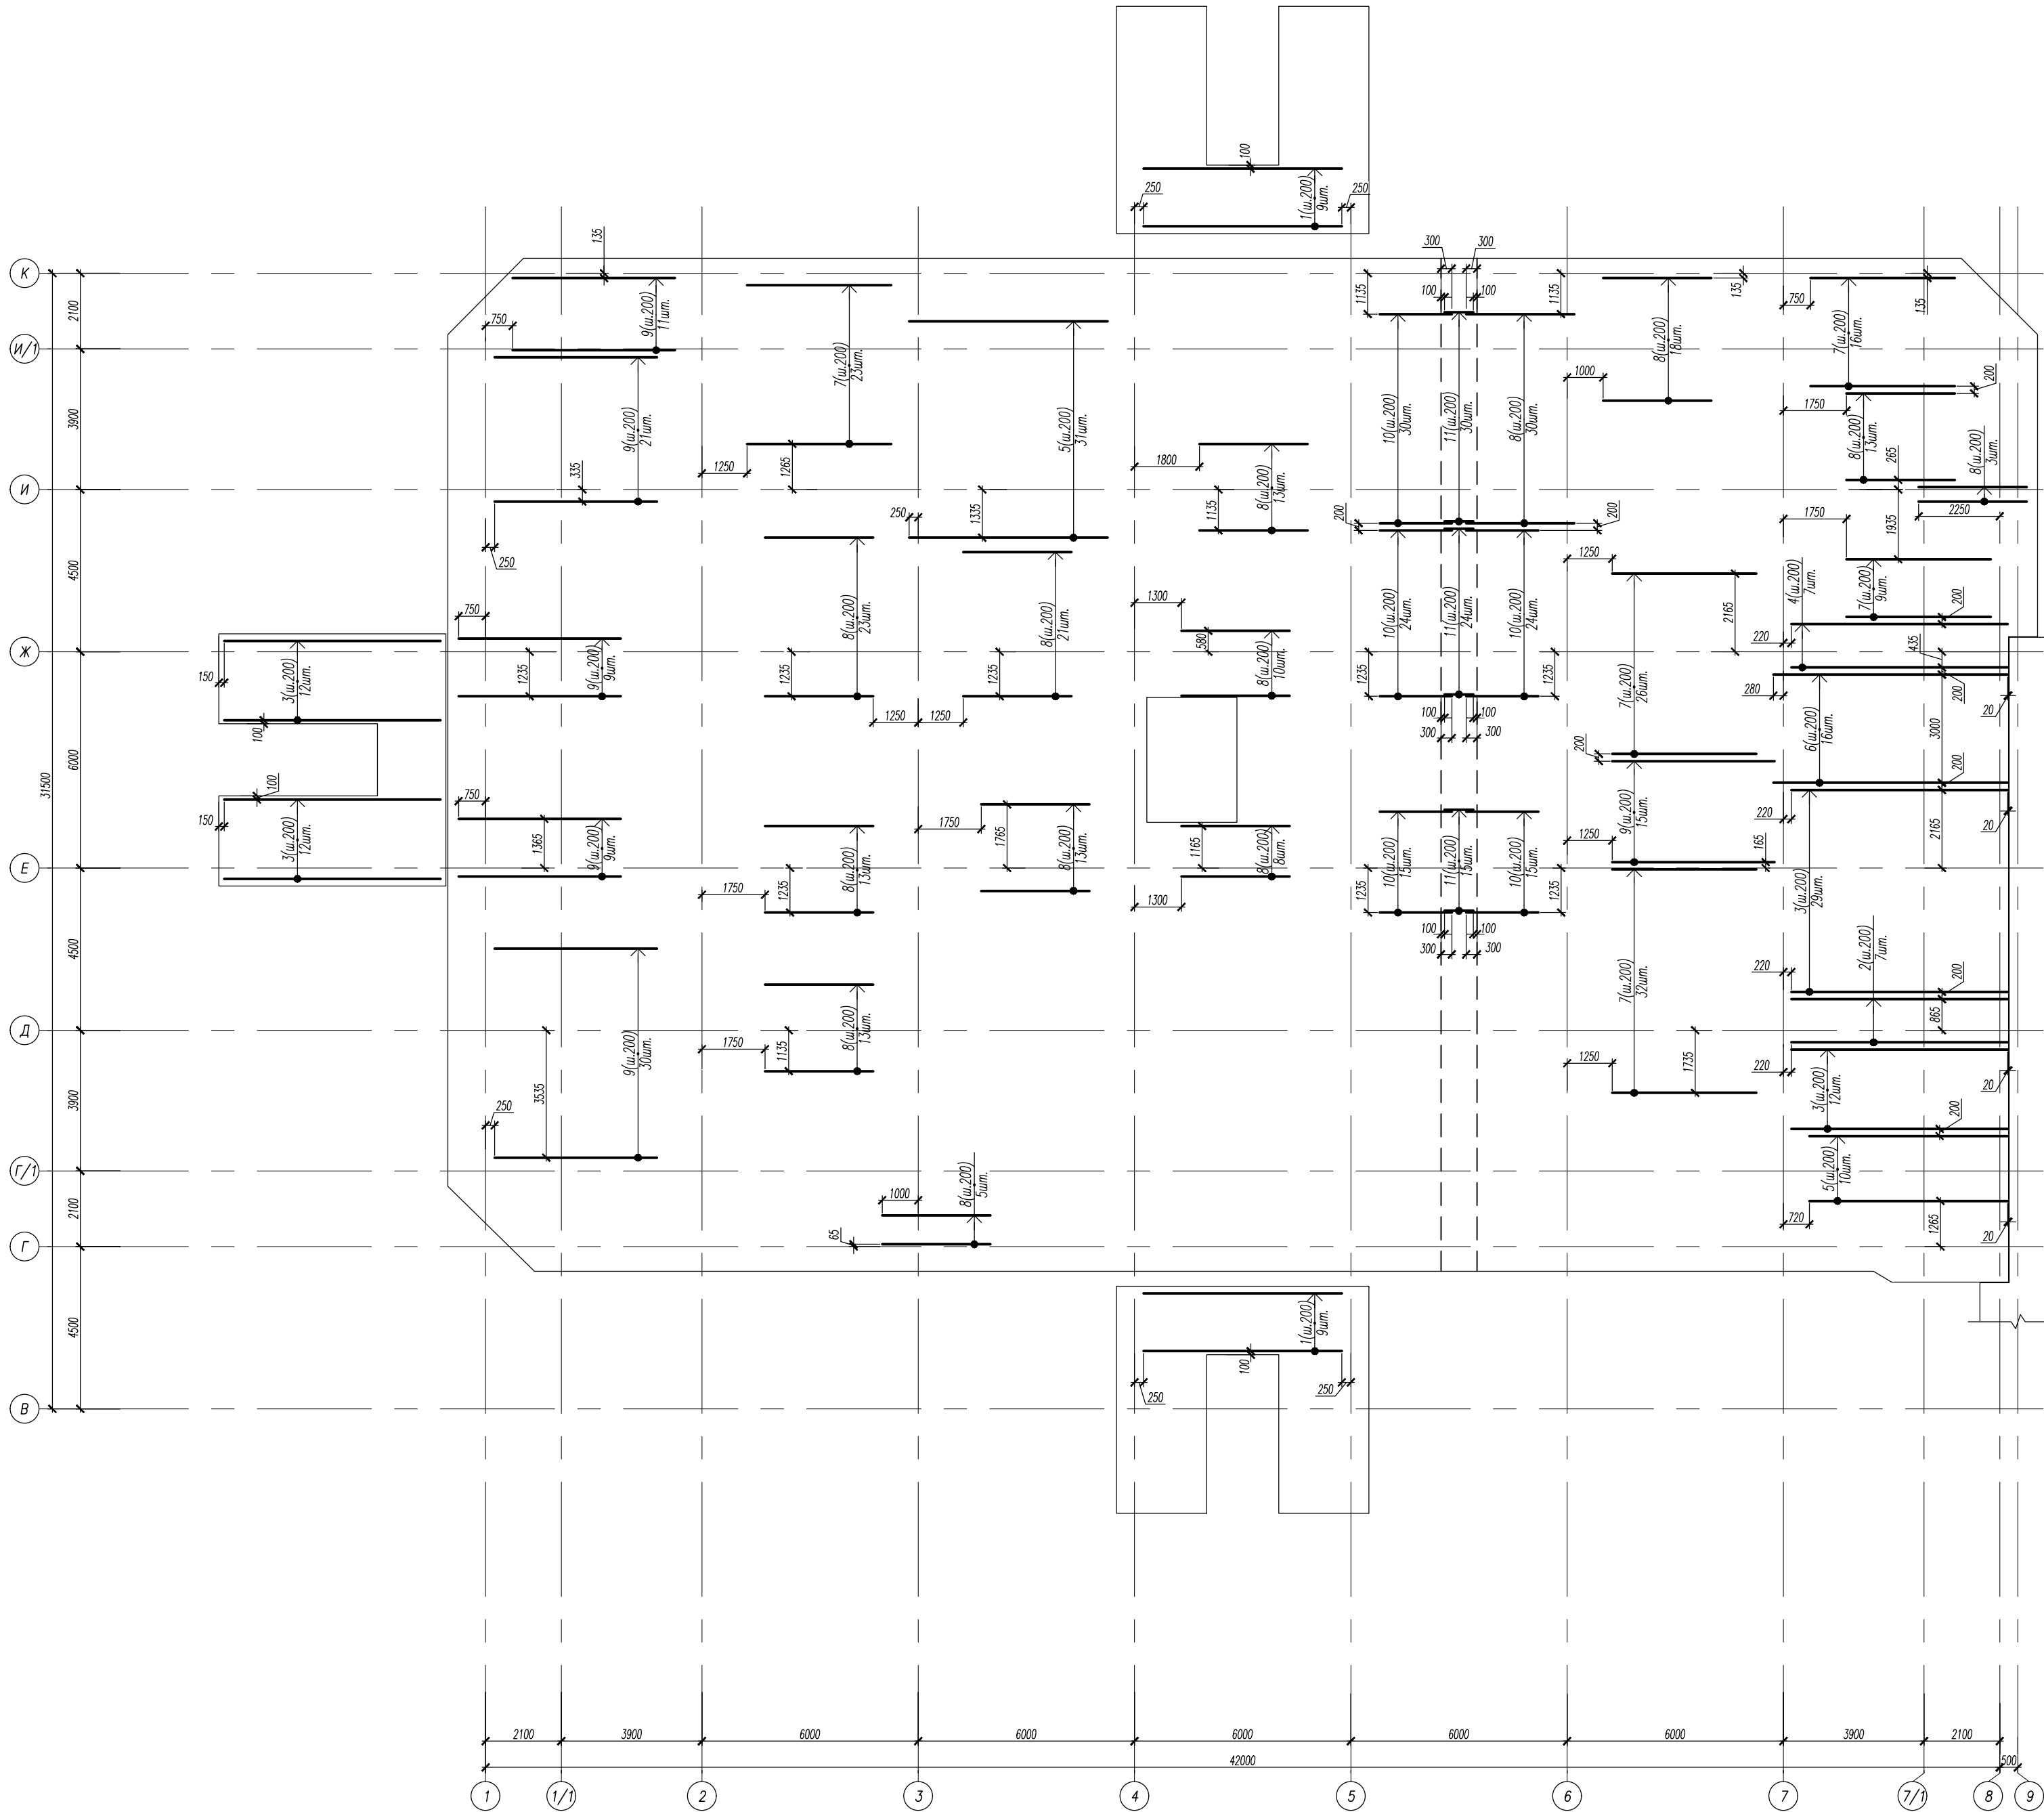 100
250
250
1(ш.200)
9шт.
К
И/1
И
Ж
Е
Д
Г/1
Г
В
2100
3900
4500
6000
4500
3900
2100
4500
31500
135
9(ш.200)
11шт.
750
9(ш.200)
21шт.
335
250
7(ш.200)
23шт.
1250
1265
5(ш.200)
31шт.
250
1335
1800
8(ш.200)
13шт.
1135
300
300
1135
100
100
1135
10(ш.200)
30шт.
11(ш.200)
30шт.
8(ш.200)
30шт.
200
200
8(ш.200)
18шт.
135
1000
750
7(ш.200)
16шт.
135
200
1750
8(ш.200)
13шт.
265
8(ш.200)
3шт.
2250
1750
1935
7(ш.200)
9шт.
4(ш.200)
7шт.
200
220
435
280
200
20
6(ш.200)
16шт.
3000
200
220
2165
20
3(ш.200)
29шт.
2(ш.200)
7шт.
220
200
865
220
3(ш.200)
12шт.
20
200
5(ш.200)
10шт.
720
1265
20
750
9(ш.200)
9шт.
1235
8(ш.200)
23шт.
1235
1250
1250
8(ш.200)
21шт.
1235
1300
580
8(ш.200)
10шт.
10(ш.200)
24шт.
11(ш.200)
24шт.
10(ш.200)
24шт.
1235
1235
100
100
300
300
1250
2165
7(ш.200)
26шт.
200
9(ш.200)
15шт.
1250
165
7(ш.200)
32шт.
1250
1735
150
3(ш.200)
12шт.
100
100
150
3(ш.200)
12шт.
750
1365
9(ш.200)
9шт.
8(ш.200)
13шт.
1750
1235
1750
1765
8(ш.200)
13шт.
1165
8(ш.200)
8шт.
1300
10(ш.200)
15шт.
11(ш.200)
15шт.
10(ш.200)
15шт.
1235
1235
100
100
300
300
9(ш.200)
30шт.
3535
250
8(ш.200)
13шт.
1750
1135
8(ш.200)
5шт.
1000
65
1(ш.200)
9шт.
100
250
250
2100
3900
6000
6000
6000
6000
6000
3900
2100
42000
500
1
1/1
2
3
4
5
6
7
7/1
8
9